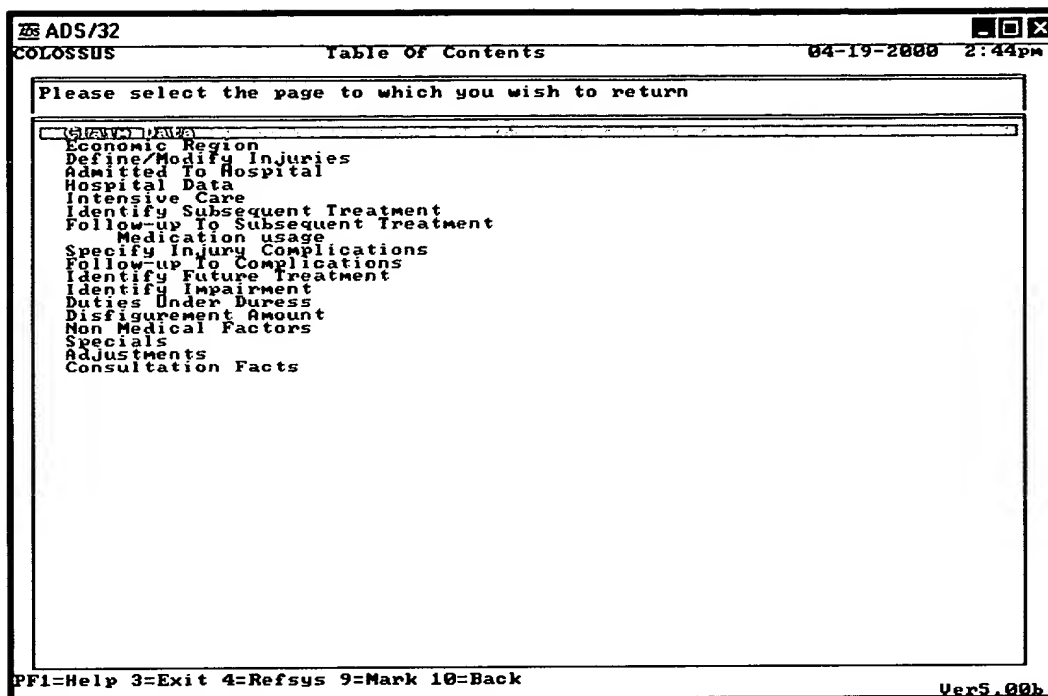 ADS/32
COLOSSUS Table Of Contents 04-19-2000 2:44pm
Please select the page to which you wish to return
Claim Data
Economic Region
Define/Modify Injuries
Admitted To Hospital
Hospital Data
Intensive Care
Identify Subsequent Treatment
Follow-up To Subsequent Treatment
Medication usage
Specify Injury Complications
Follow-up To Complications
Identify Future Treatment
Identify Impairment
Duties Under Duress
Disfigurement Amount
Non Medical Factors
Specials
Adjustments
Consultation Facts
PF1=Help 3=Exit 4=Refsys 9=Mark 10=Back
Ver5.00b